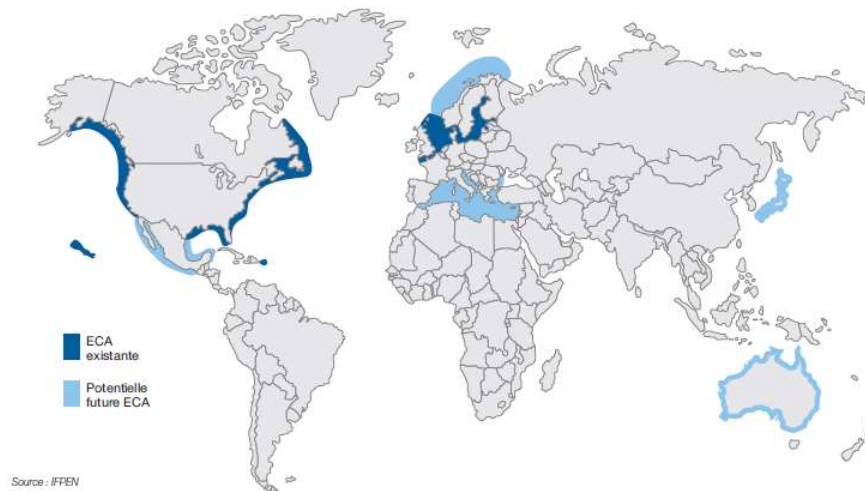 ECA
existante
Potentielle
future ECA
Source : IFPEN